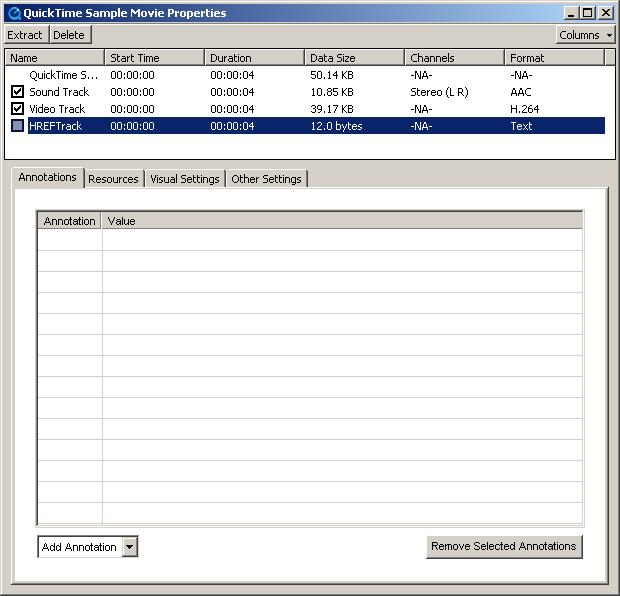 QuickTime Sample Movie Properties
Extract Delete Columns
Name Start Time Duration Data Size Channels Format
QuickTime S... 00:00:00 00:00:04 50.14 KB -NA- -NA-
Sound Track 00:00:00 00:00:04 10.85 KB Stereo (L R) AAC
Video Track 00:00:00 00:00:04 39.17 KB -NA- H.264
HREFTrack 00:00:00 00:00:04 12.0 bytes -NA- Text
Annotations Resources Visual Settings Other Settings
Annotation Value
Add Annotation Remove Selected Annotations